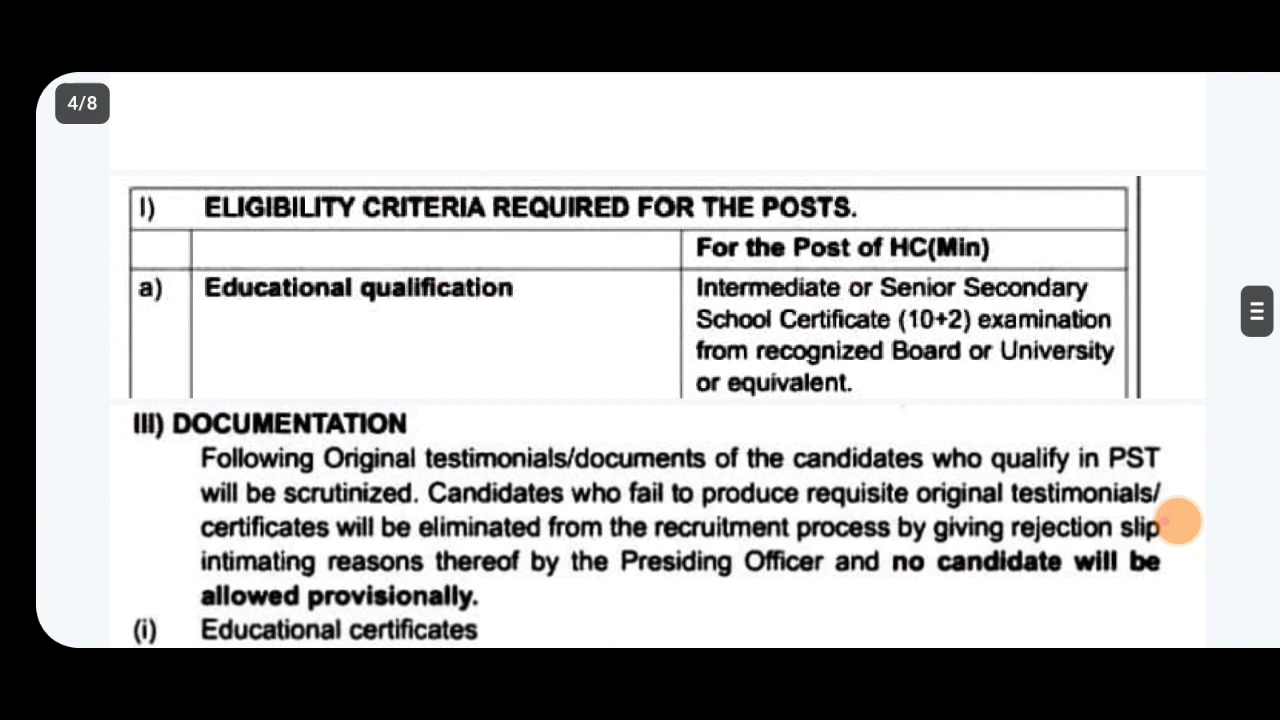 4/8
I) ELIGIBILITY CRITERIA REQUIRED FOR THE POSTS.
For the Post of HC(Min)
a) Educational qualification
Intermediate or Senior Secondary
School Certificate (10+2) examination
from recognized Board or University
or equivalent.
III) DOCUMENTATION
Following Original testimonials/documents of the candidates who qualify in PST
will be scrutinized. Candidates who fail to produce requisite original testimonials/
certificates will be eliminated from the recruitment process by giving rejection slip
intimating reasons thereof by the Presiding Officer and no candidate will be
allowed provisionally.
(i) Educational certificates